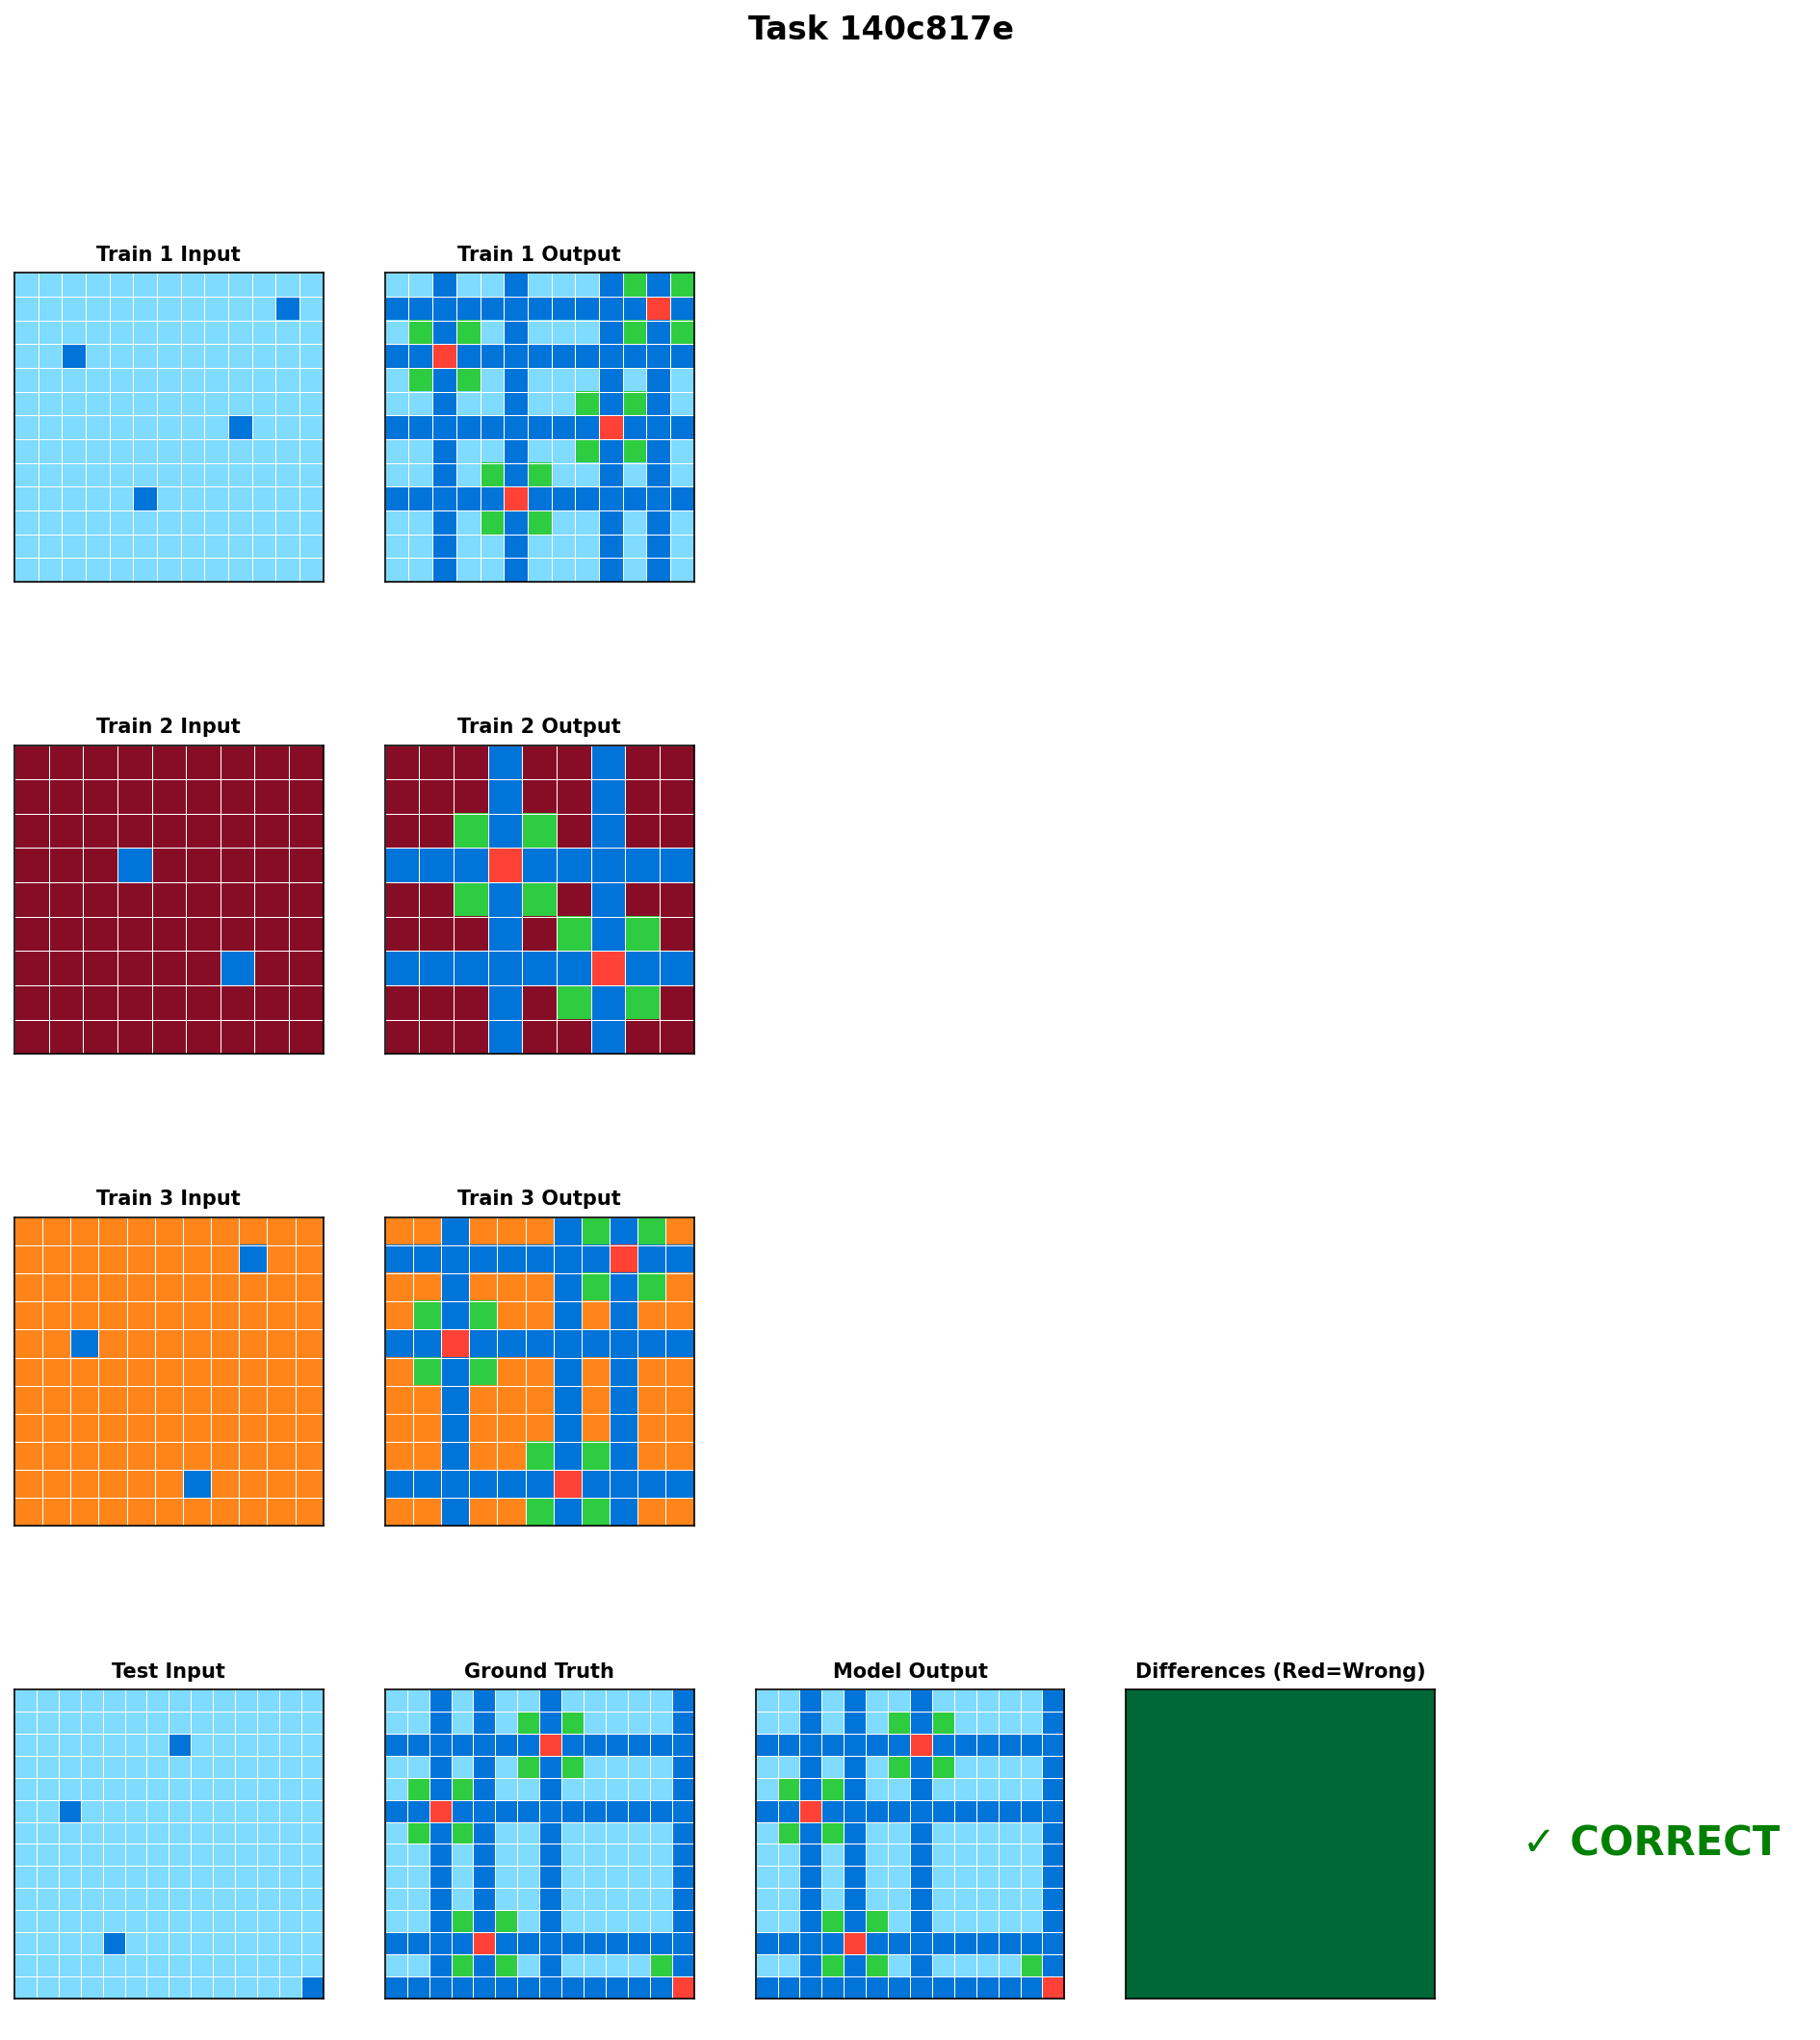 Task 140c817e
Train 1 Input
Train 1 Output
Train 2 Input
Train 2 Output
Train 3 Input
Train 3 Output
Test Input
Ground Truth
Model Output
Differences (Red=Wrong)
✓ CORRECT